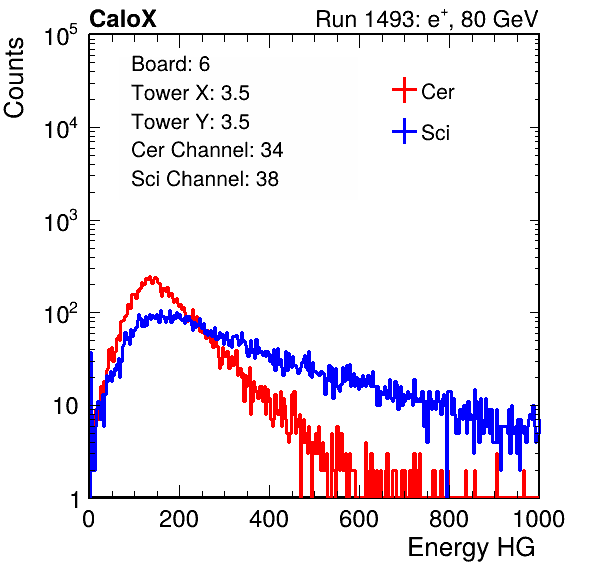 CaloX Run 1493: e⁺, 80 GeV
Counts
Board: 6
Tower X: 3.5
Tower Y: 3.5
Cer Channel: 34
Sci Channel: 38
Cer
Sci
10⁵
10⁴
10³
10²
10
1
0 200 400 600 800 1000
Energy HG